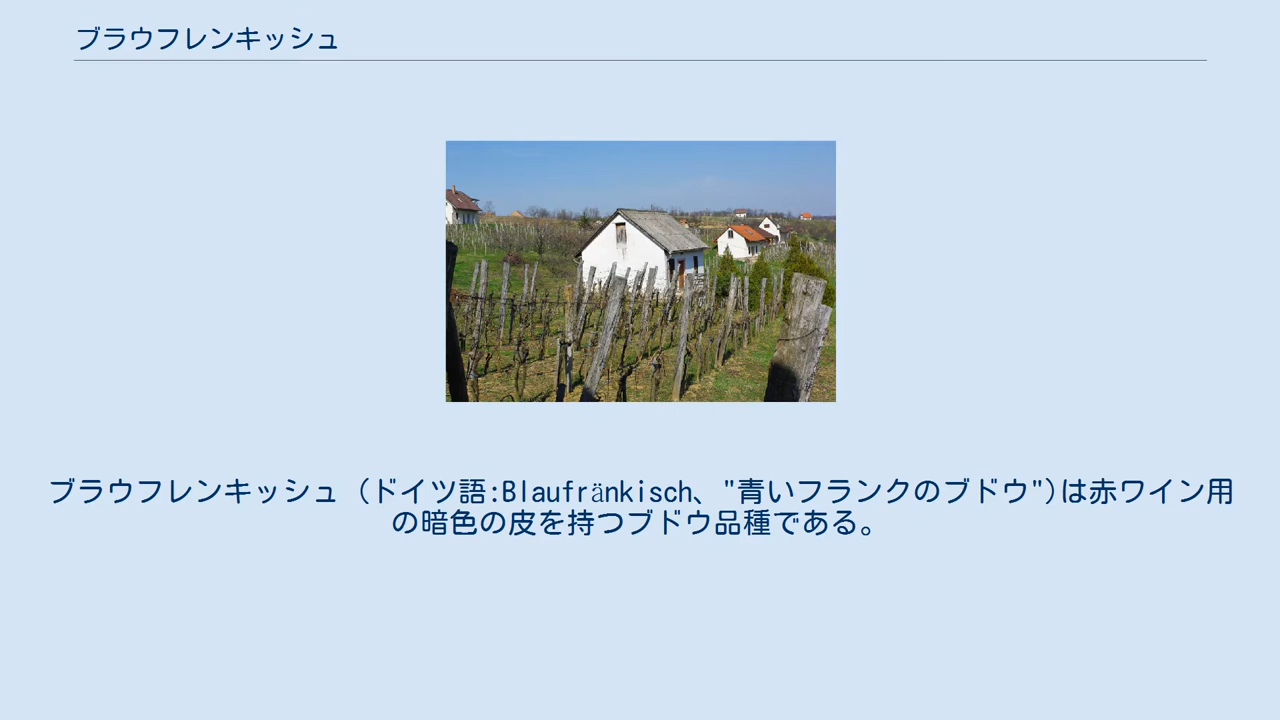 ブラウフレンキッシュ
ブラウフレンキッシュ (ドイツ語:Blaufränkisch、"青いフランクのブドウ")は赤ワイン用
の暗色の皮を持つブドウ品種である。